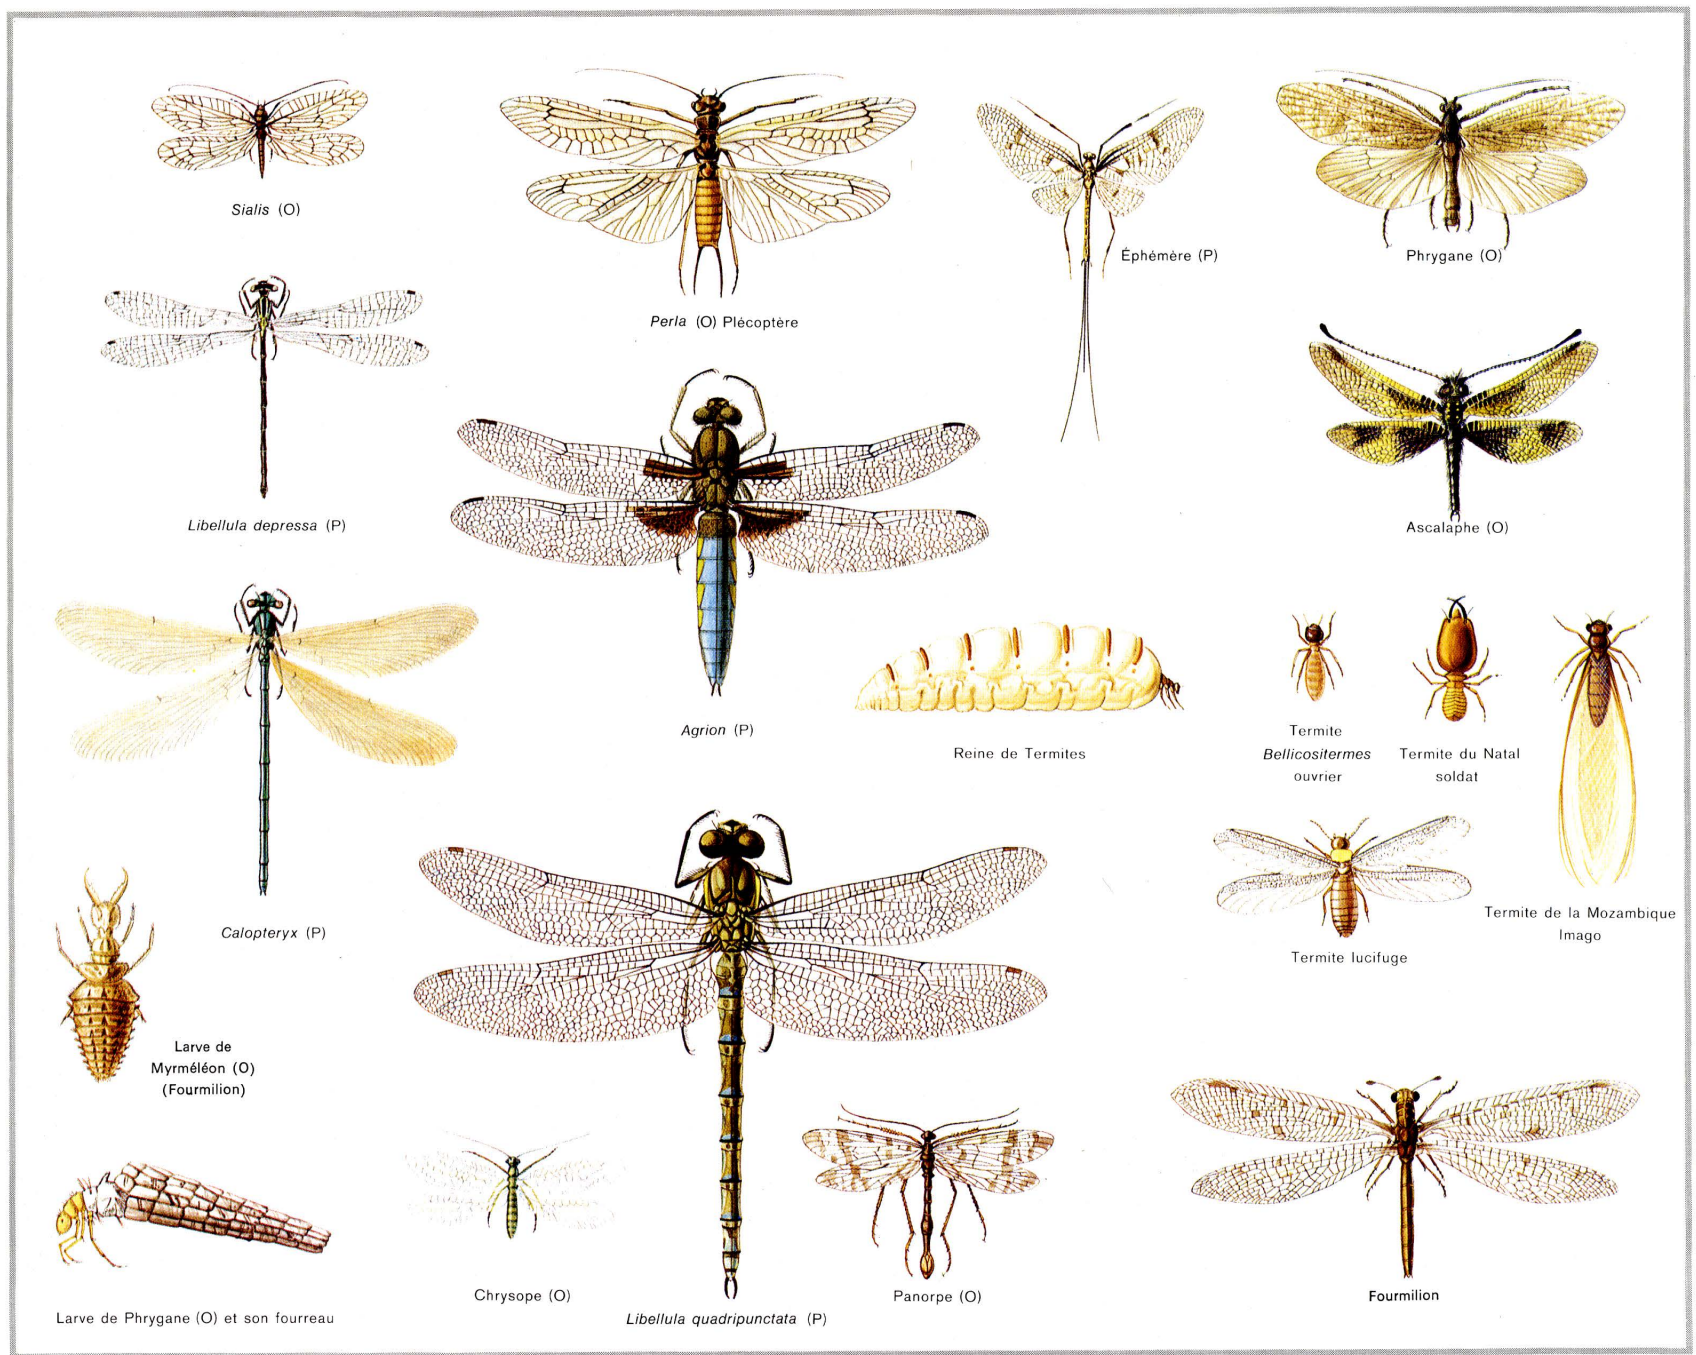 Sialis (O)
Perla (O) Plécoptère
Éphémère (P)
Phrygane (O)
Libellula depressa (P)
Agrion (P)
Ascalaphe (O)
Calopteryx (P)
Reine de Termites
Termite
Bellicositermes
ouvrier
Termite du Natal
soldat
Termite de la Mozambique
Imago
Termite lucifuge
Larve de
Myrméléon (O)
(Fourmilion)
Larve de Phrygane (O) et son fourreau
Chrysope (O)
Libellula quadripunctata (P)
Panorpe (O)
Fourmilion